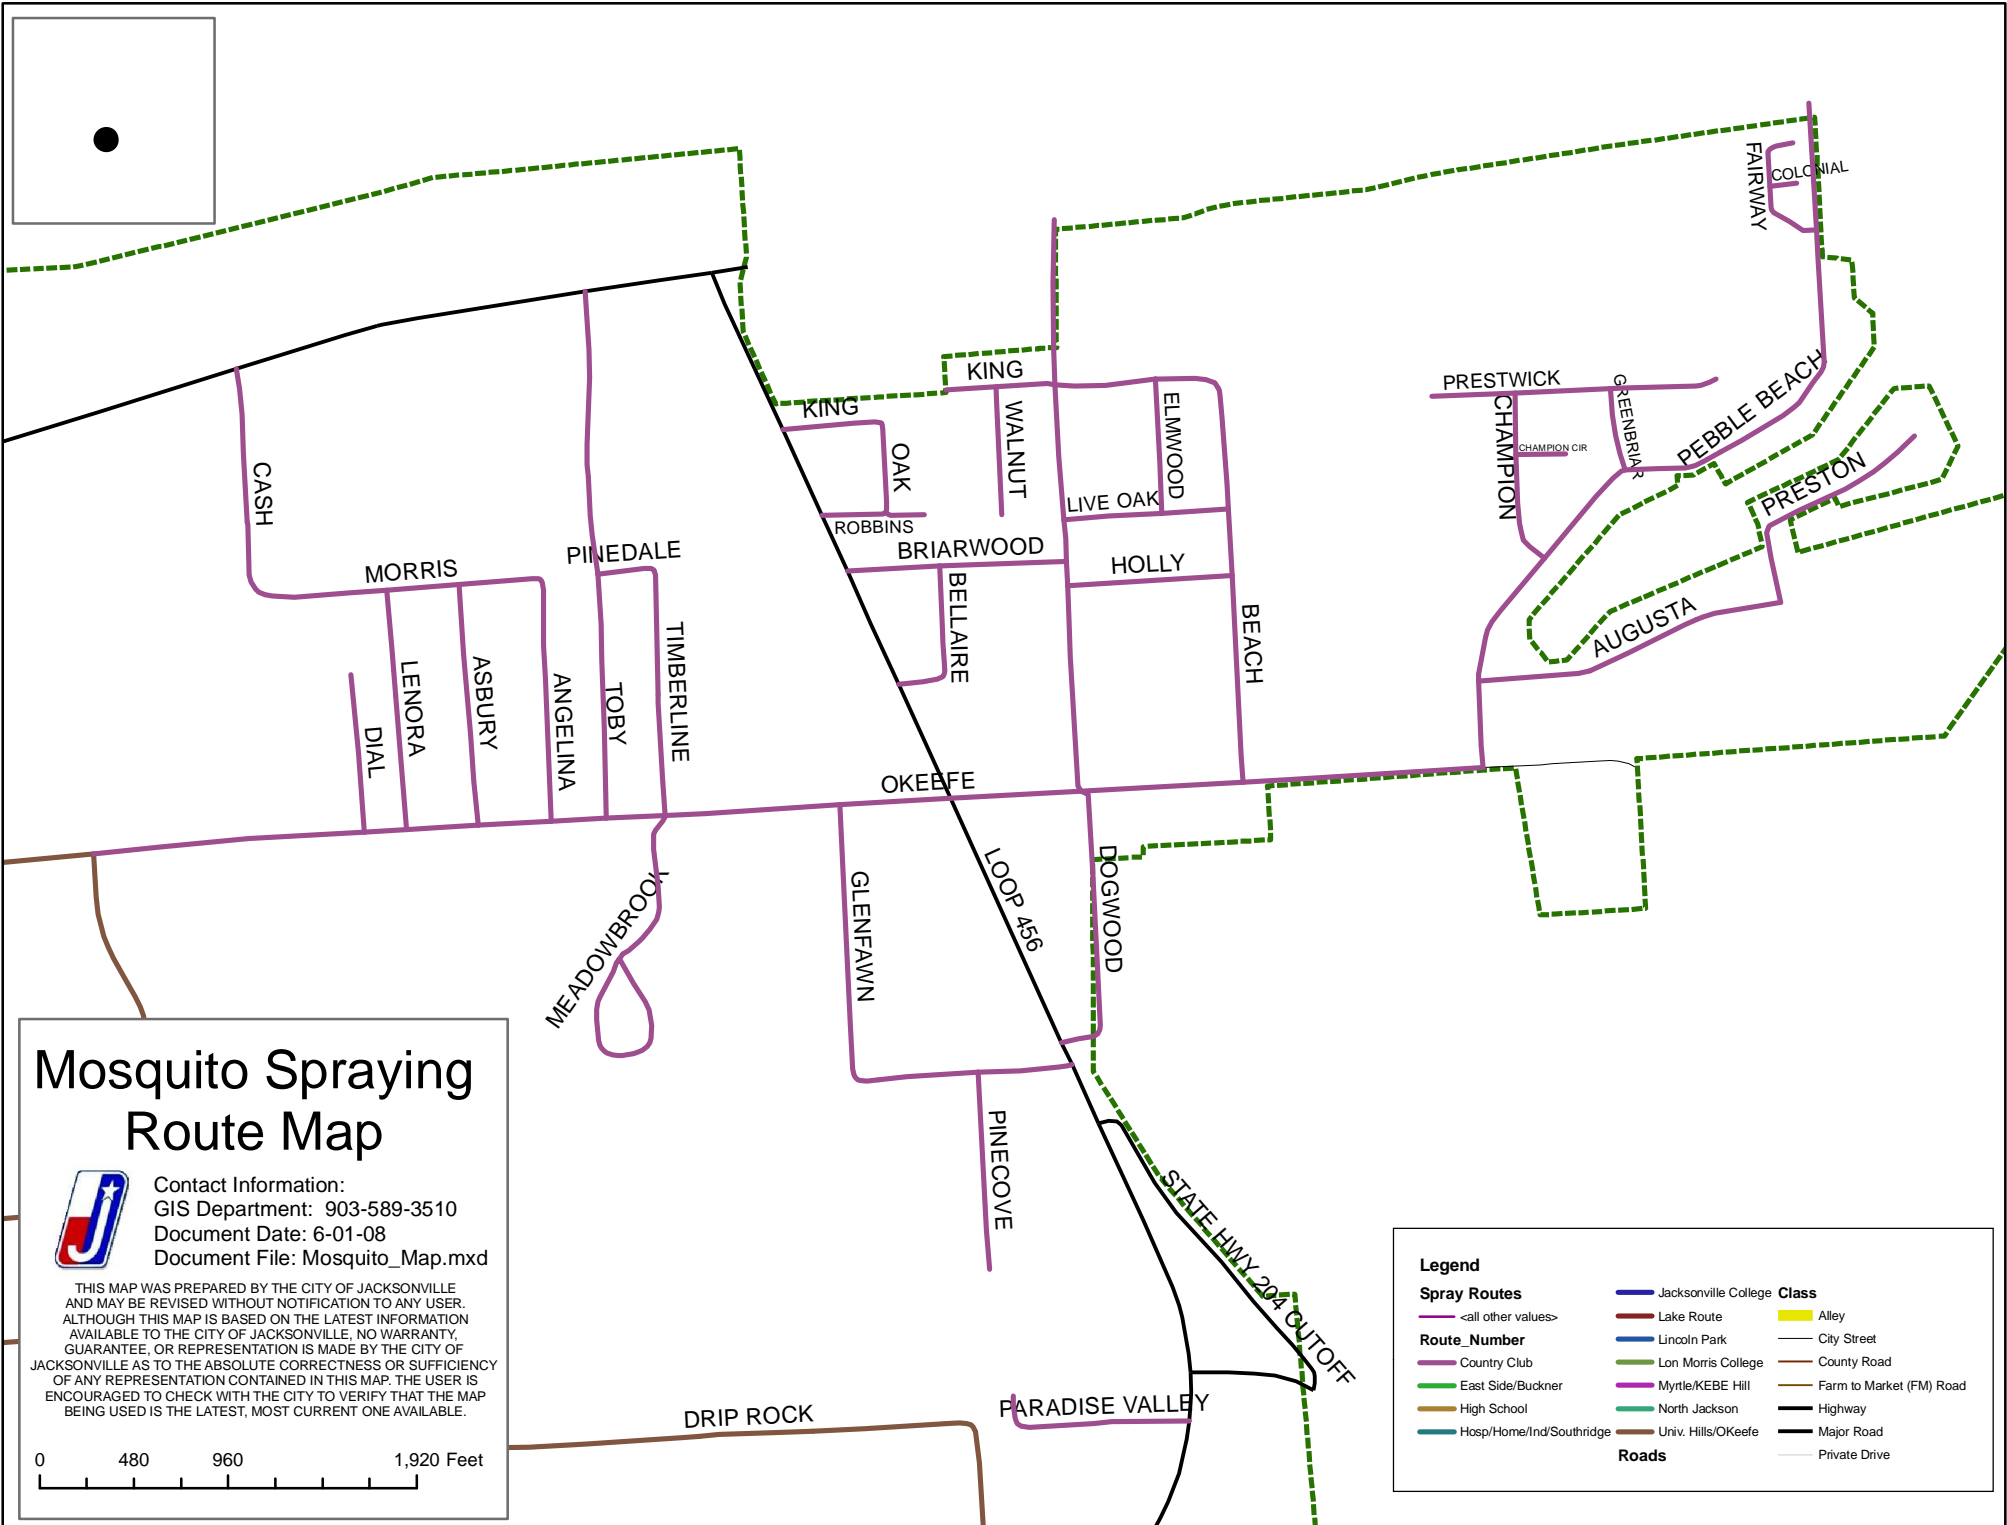 FAIRWAY
COLONIAL
KING
KING
WALNUT
ELMWOOD
OAK
LIVE OAK
ROBBINS
BRIARWOOD
HOLLY
BELLAIRE
BEACH
PRESTWICK
CHAMPION
CHAMPION CIR
GREENBRIAR
PEBBLE BEACH
PRESTON
AUGUSTA
CASH
MORRIS
PINEDALE
DIAL
LENORA
ASBURY
ANGELINA
TOBY
TIMBERLINE
OKEEFE
MEADOWBROOK
GLENFAWN
LOOP 456
DOGWOOD
PINECOVE
STATE HWY 204 CUTOFF
PARADISE VALLEY
DRIP ROCK
Mosquito Spraying
Route Map
J
Contact Information:
GIS Department: 903-589-3510
Document Date: 6-01-08
Document File: Mosquito_Map.mxd
THIS MAP WAS PREPARED BY THE CITY OF JACKSONVILLE
AND MAY BE REVISED WITHOUT NOTIFICATION TO ANY USER.
ALTHOUGH THIS MAP IS BASED ON THE LATEST INFORMATION
AVAILABLE TO THE CITY OF JACKSONVILLE, NO WARRANTY,
GUARANTEE, OR REPRESENTATION IS MADE BY THE CITY OF
JACKSONVILLE AS TO THE ABSOLUTE CORRECTNESS OR SUFFICIENCY
OF ANY REPRESENTATION CONTAINED IN THIS MAP. THE USER IS
ENCOURAGED TO CHECK WITH THE CITY TO VERIFY THAT THE MAP
BEING USED IS THE LATEST, MOST CURRENT ONE AVAILABLE.
0 480 960 1,920 Feet
Legend
Spray Routes
<all other values>
Route_Number
Country Club
East Side/Buckner
High School
Hosp/Home/Ind/Southridge
Jacksonville College
Lake Route
Lincoln Park
Lon Morris College
Myrtle/KEBE Hill
North Jackson
Univ. Hills/OKeefe
Roads
Class
Alley
City Street
County Road
Farm to Market (FM) Road
Highway
Major Road
Private Drive